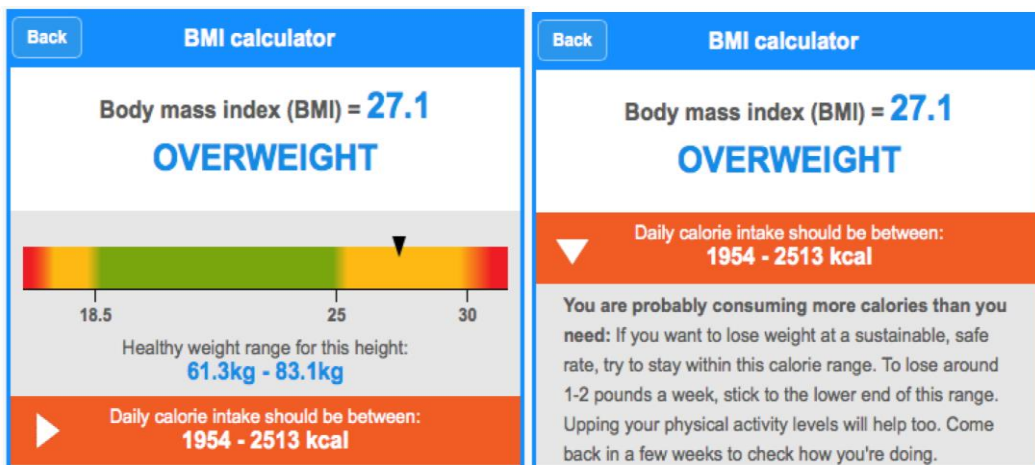 Back
BMI calculator
Body mass index (BMI) = 27.1
OVERWEIGHT
18.5
25
30
Healthy weight range for this height:
61.3kg - 83.1kg
Daily calorie intake should be between:
1954 - 2513 kcal
Back
BMI calculator
Body mass index (BMI) = 27.1
OVERWEIGHT
Daily calorie intake should be between:
1954 - 2513 kcal
You are probably consuming more calories than you
need: If you want to lose weight at a sustainable, safe
rate, try to stay within this calorie range. To lose around
1-2 pounds a week, stick to the lower end of this range.
Upping your physical activity levels will help too. Come
back in a few weeks to check how you're doing.